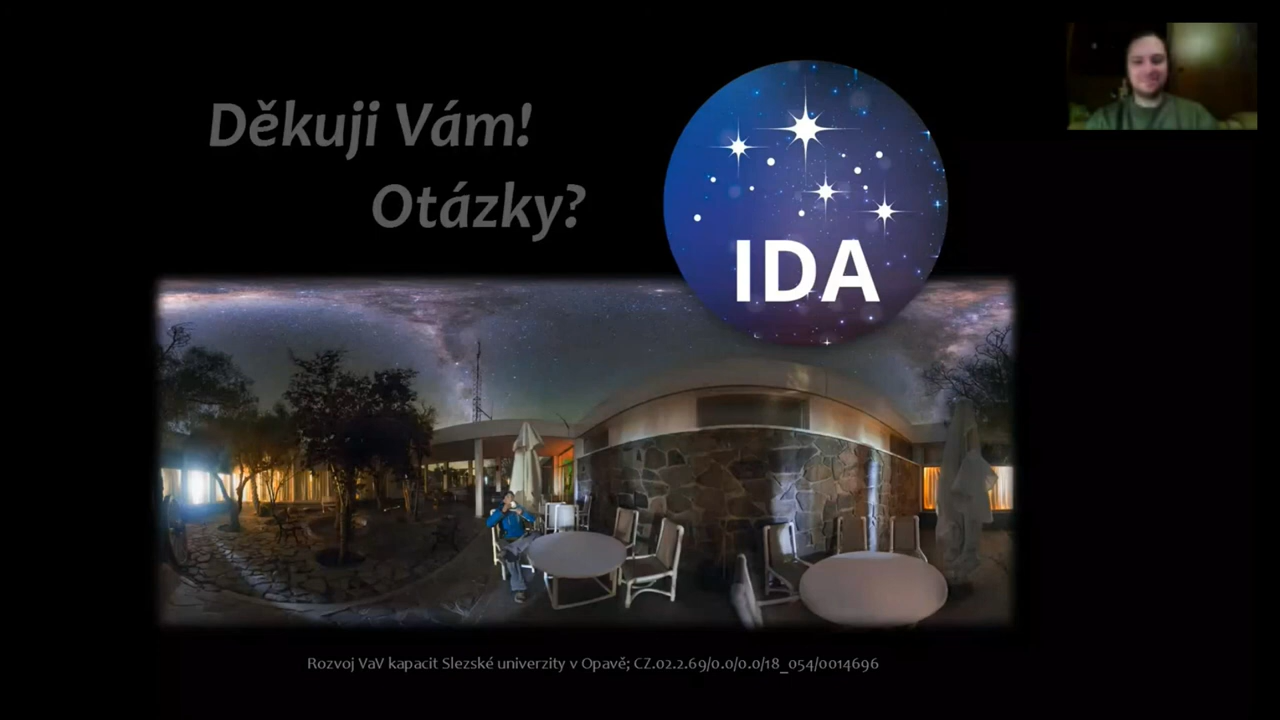 Děkuji Vám!
Otázky?
IDA
Rozvoj VaV kapacit Slezské univerzity v Opavě; CZ.02.2.69/0.0/0.0/18_054/0014696